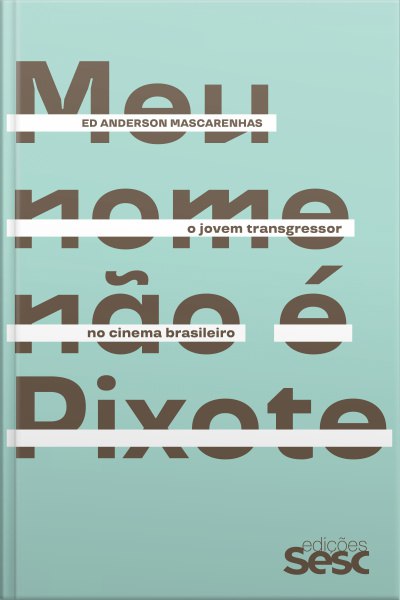 Meu
ED ANDERSON MASCARENHAS
nome
o jovem transgressor
não é
no cinema brasileiro
Pixote
edições
Sesc